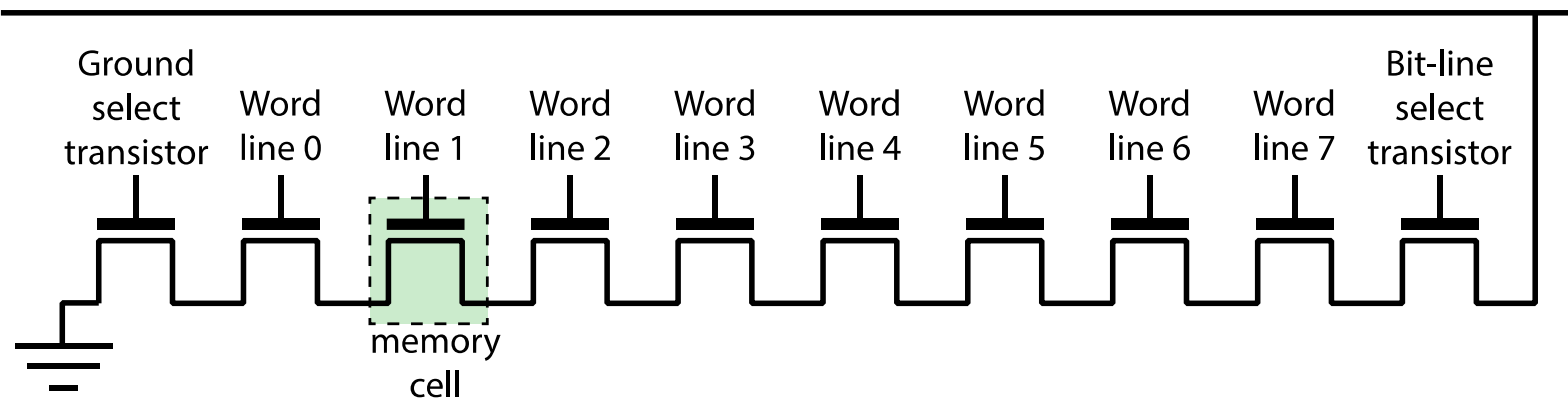 Ground
select
transistor
Word
line 0
Word
line 1
Word
line 2
Word
line 3
Word
line 4
Word
line 5
Word
line 6
Word
line 7
Bit-line
select
transistor
memory
cell